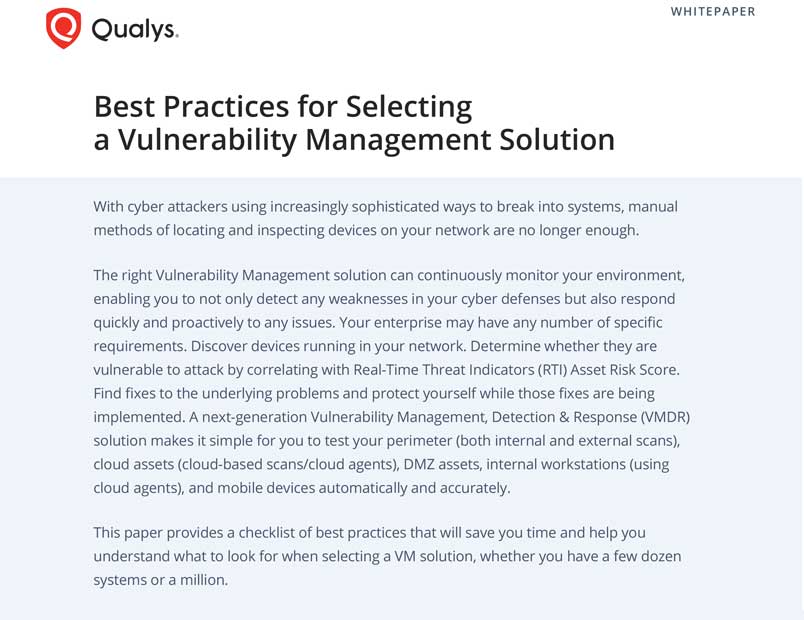 Qualys.
WHITEPAPER
Best Practices for Selecting
a Vulnerability Management Solution
With cyber attackers using increasingly sophisticated ways to break into systems, manual
methods of locating and inspecting devices on your network are no longer enough.
The right Vulnerability Management solution can continuously monitor your environment,
enabling you to not only detect any weaknesses in your cyber defenses but also respond
quickly and proactively to any issues. Your enterprise may have any number of specific
requirements. Discover devices running in your network. Determine whether they are
vulnerable to attack by correlating with Real-Time Threat Indicators (RTI) Asset Risk Score.
Find fixes to the underlying problems and protect yourself while those fixes are being
implemented. A next-generation Vulnerability Management, Detection & Response (VMDR)
solution makes it simple for you to test your perimeter (both internal and external scans),
cloud assets (cloud-based scans/cloud agents), DMZ assets, internal workstations (using
cloud agents), and mobile devices automatically and accurately.
This paper provides a checklist of best practices that will save you time and help you
understand what to look for when selecting a VM solution, whether you have a few dozen
systems or a million.